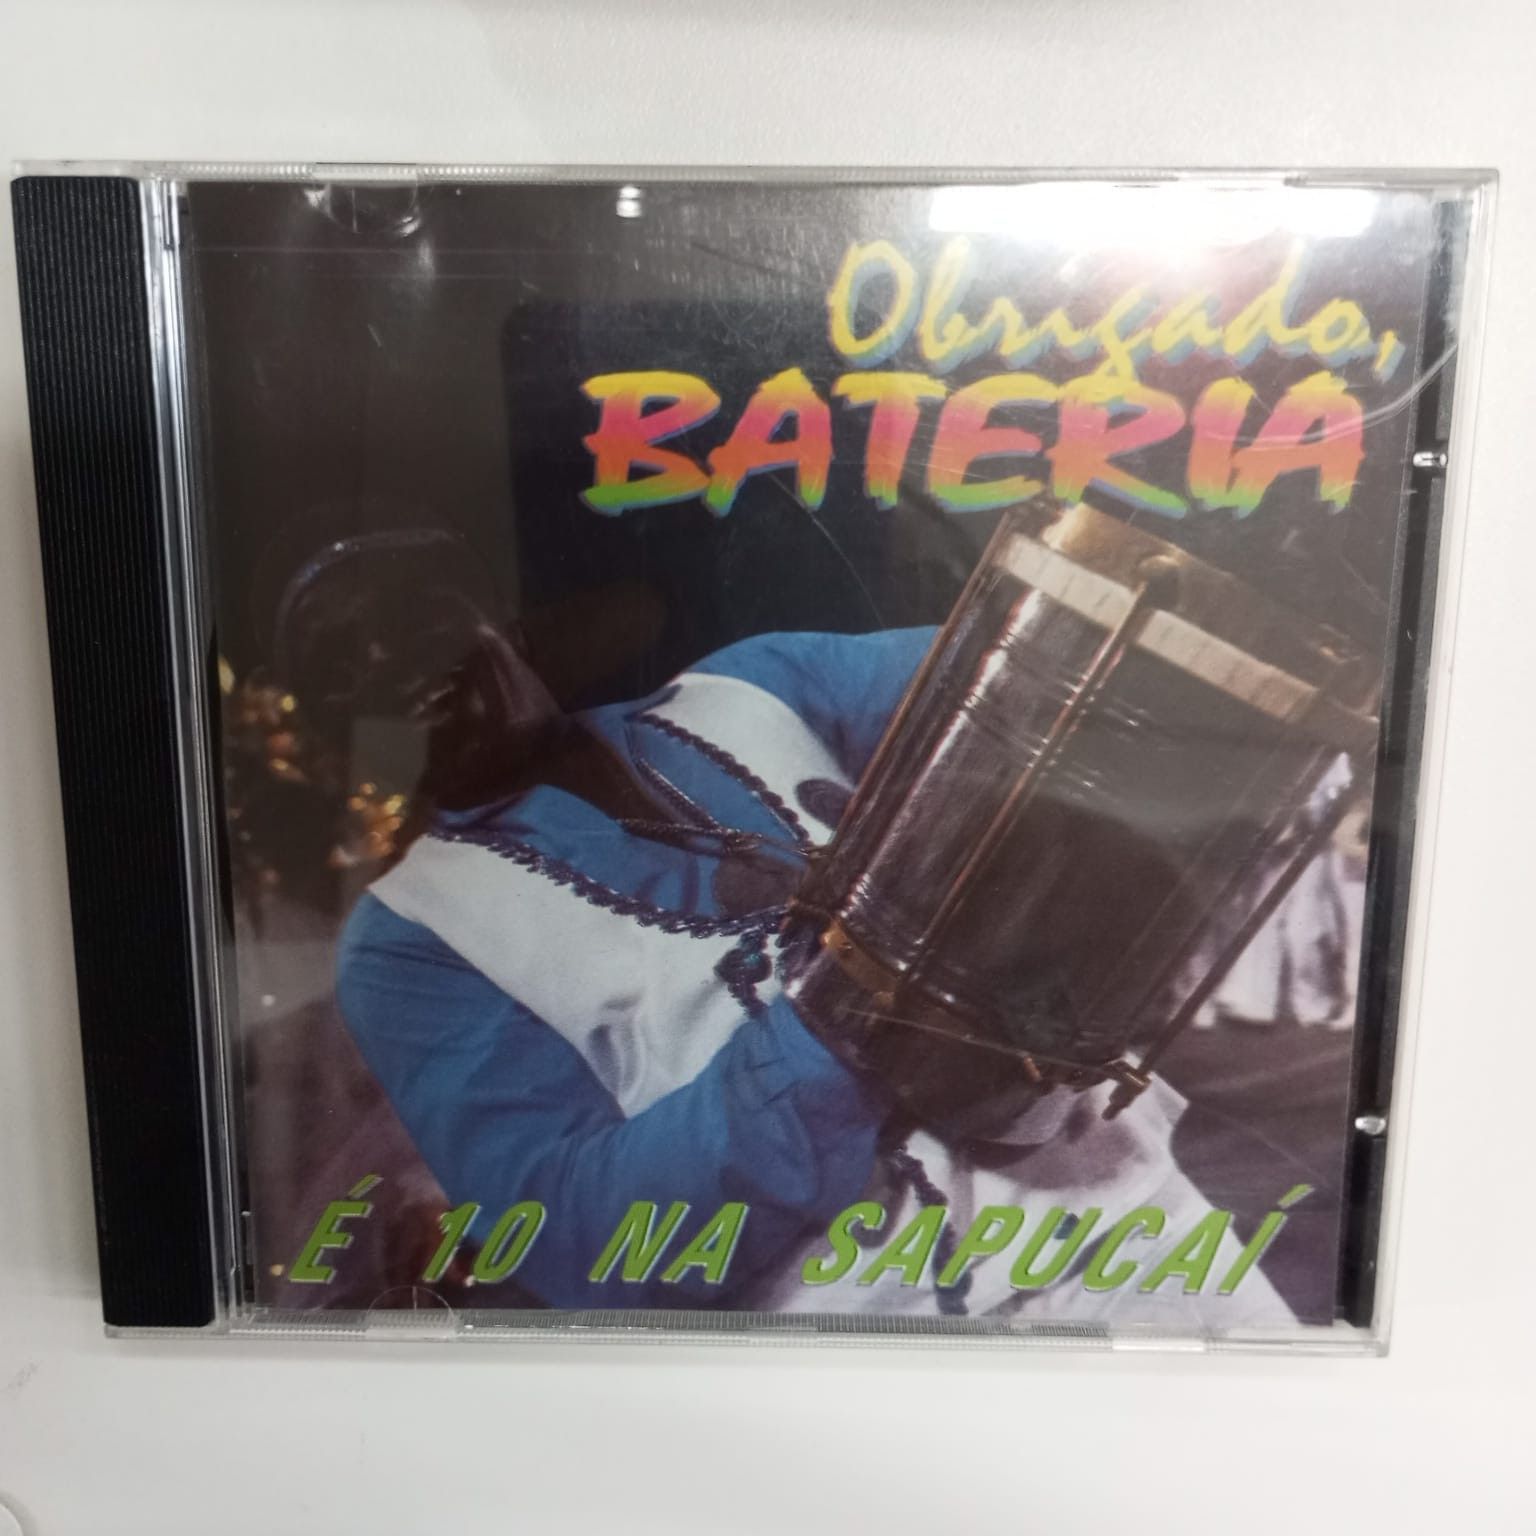 Obrigado,
BATERIA
É 10 NA SAPUCAÍ